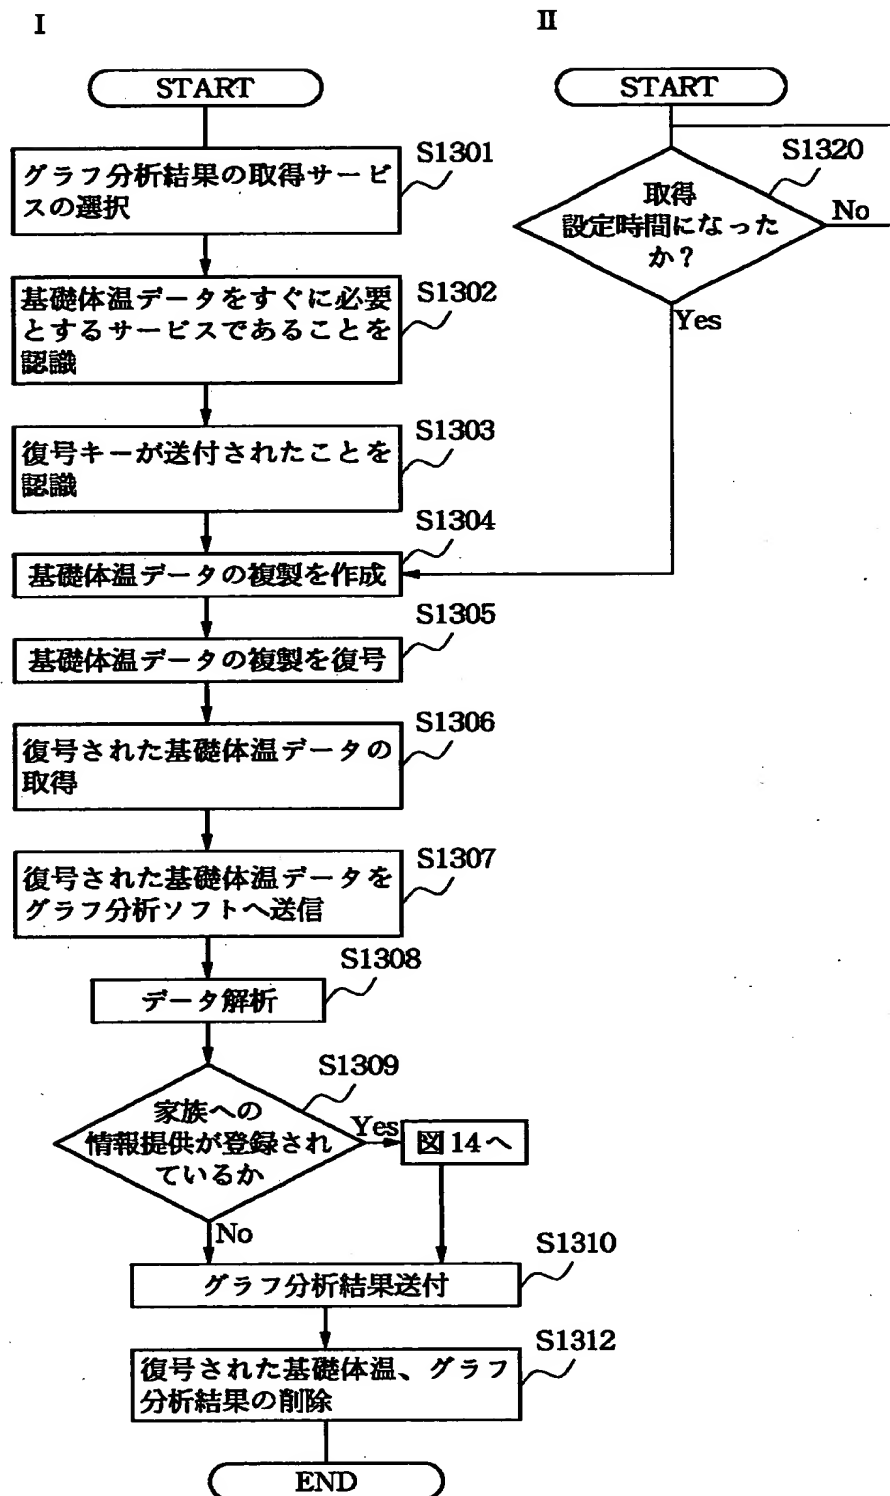 I
START
S1301
グラフ分析結果の取得サービ
スの選択
S1302
基礎体温データをすぐに必要
とするサービスであることを
認識
S1303
復号キーが送付されたことを
認識
S1304
基礎体温データの複製を作成
S1305
基礎体温データの複製を復号
S1306
復号された基礎体温データの
取得
S1307
復号された基礎体温データを
グラフ分析ソフトへ送信
S1308
データ解析
S1309
家族への
情報提供が登録され
ているか
Yes
図14へ
No
S1310
グラフ分析結果送付
S1312
復号された基礎体温、グラフ
分析結果の削除
END
II
START
S1320
取得
設定時間になった
か？
No
Yes